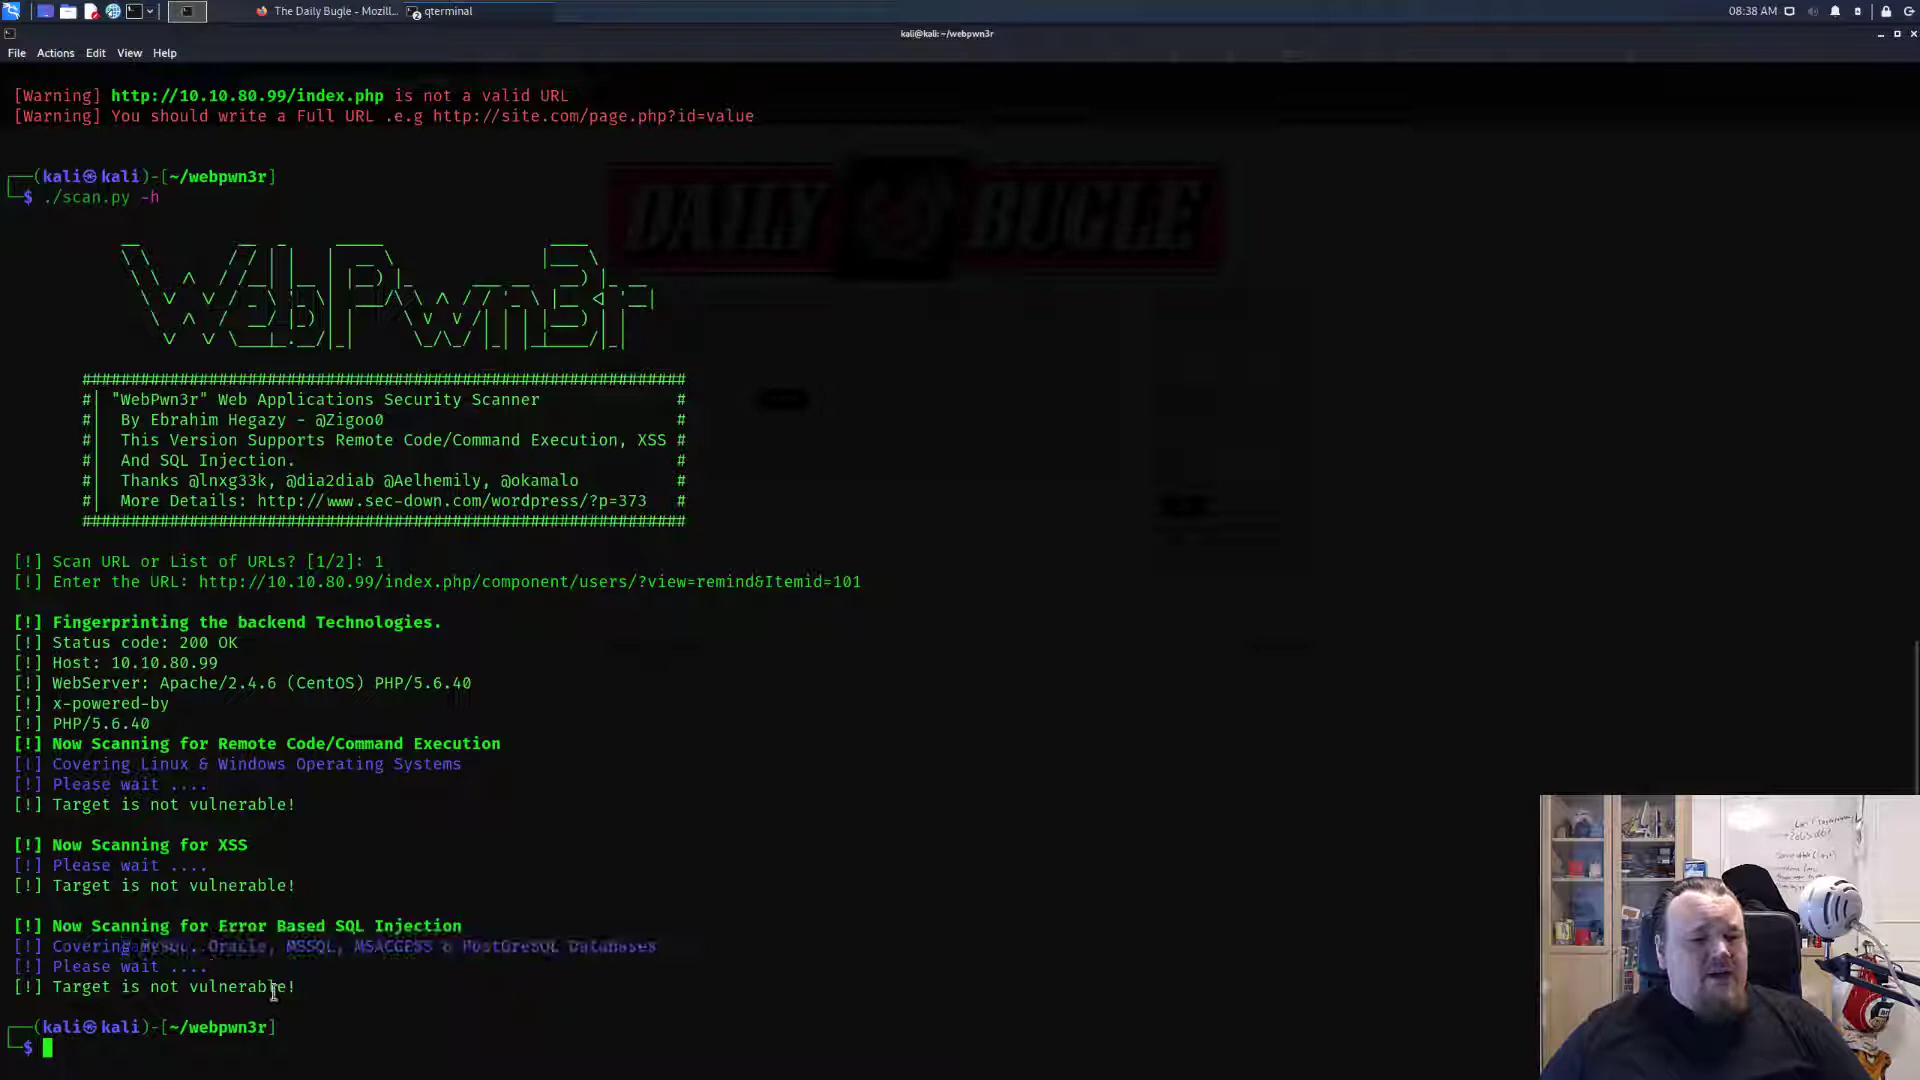 The Daily Bugle - Mozill...
qterminal
08:38 AM
kali@kali: ~/webpwn3r
File Actions Edit View Help
[Warning] http://10.10.80.99/index.php is not a valid URL
[Warning] You should write a Full URL .e.g http://site.com/page.php?id=value
(kali㉿kali)-[~/webpwn3r]
$ ./scan.py -h
DAILY BUGLE
WebPwn3r
#############################################################
#| "WebPwn3r" Web Applications Security Scanner #
#| By Ebrahim Hegazy - @Zigoo0 #
#| This Version Supports Remote Code/Command Execution, XSS #
#| And SQL Injection. #
#| Thanks @lnxg33k, @dia2diab @Aelhemily, @okamalo #
#| More Details: http://www.sec-down.com/wordpress/?p=373 #
#############################################################
[!] Scan URL or List of URLs? [1/2]: 1
[!] Enter the URL: http://10.10.80.99/index.php/component/users/?view=remind&Itemid=101
[!] Fingerprinting the backend Technologies.
[!] Status code: 200 OK
[!] Host: 10.10.80.99
[!] WebServer: Apache/2.4.6 (CentOS) PHP/5.6.40
[!] x-powered-by
[!] PHP/5.6.40
[!] Now Scanning for Remote Code/Command Execution
[!] Covering Linux & Windows Operating Systems
[!] Please wait ....
[!] Target is not vulnerable!
[!] Now Scanning for XSS
[!] Please wait ....
[!] Target is not vulnerable!
[!] Now Scanning for Error Based SQL Injection
[!] Covering MySQL, Oracle, MSSQL, MSACCESS & PostGreSQL Databases
[!] Please wait ....
[!] Target is not vulnerable!
(kali㉿kali)-[~/webpwn3r]
$